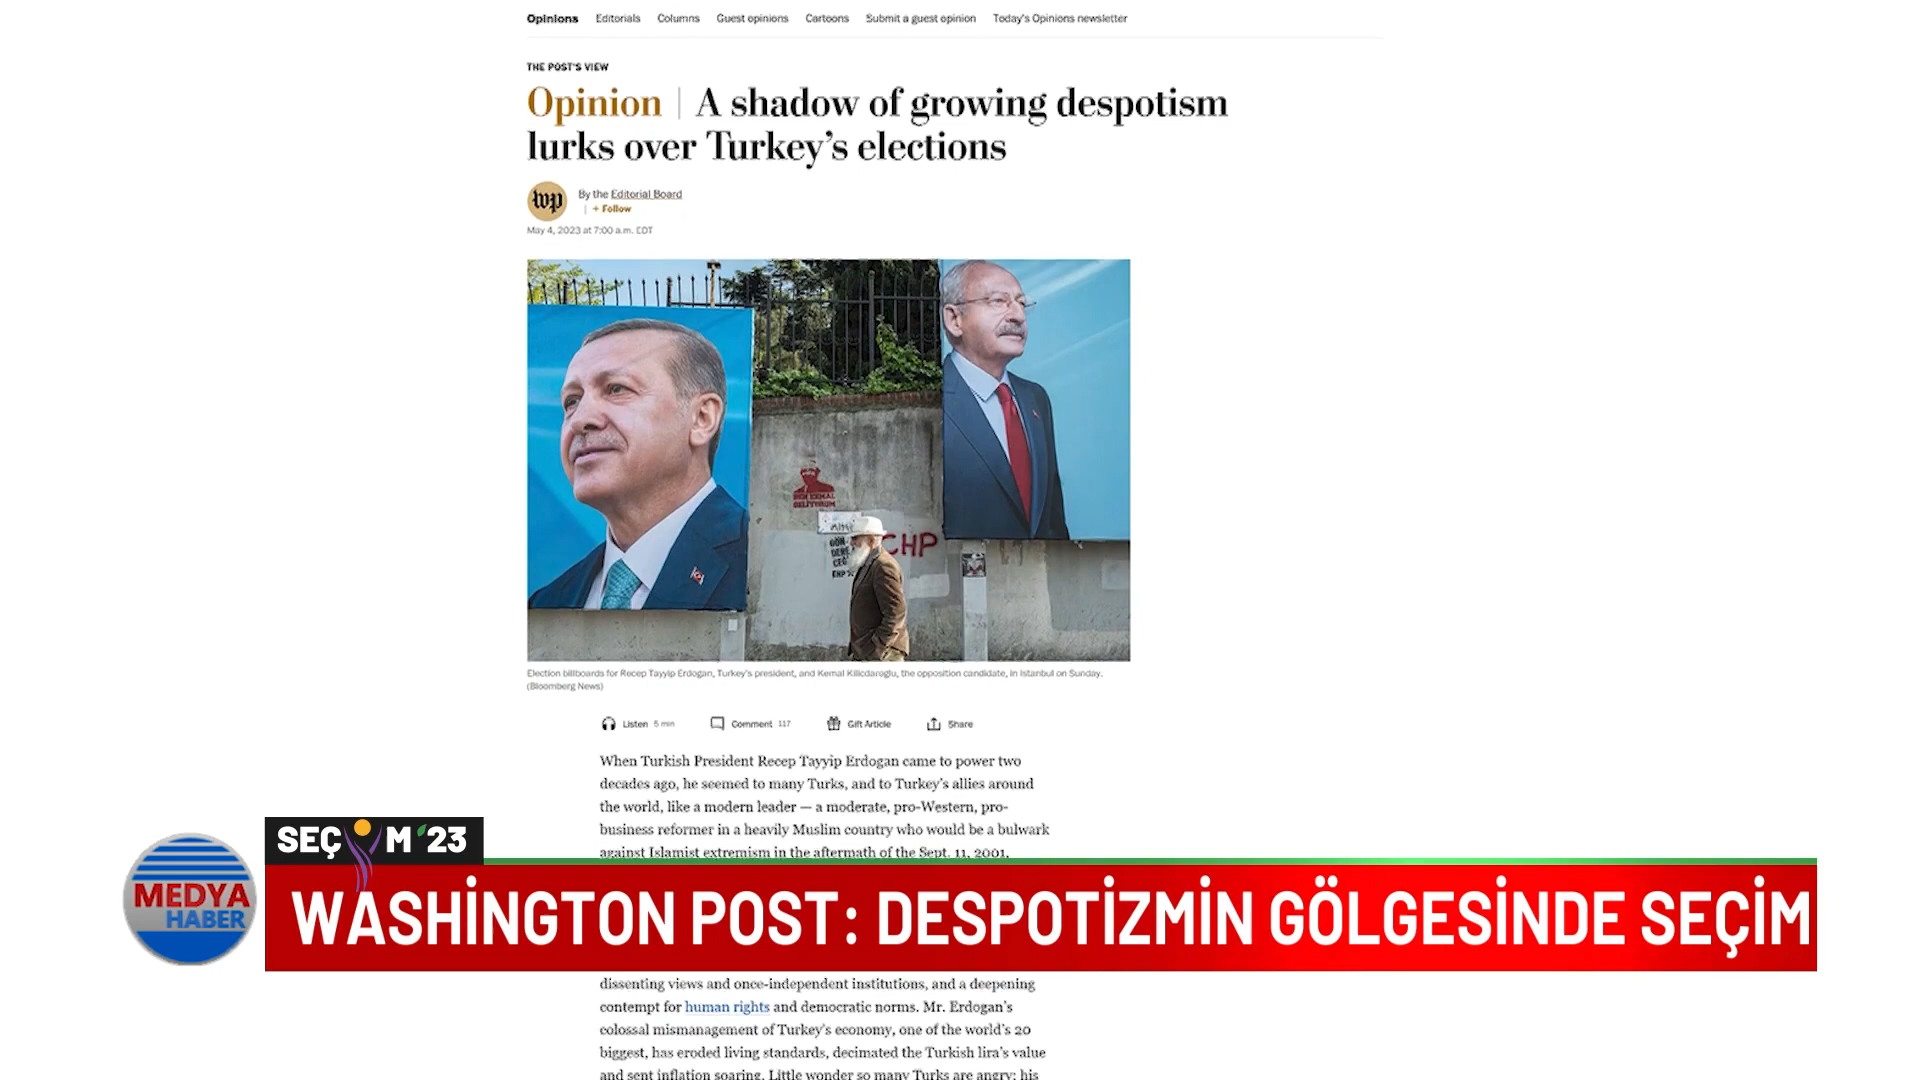 Opinions Editorials Columns Guest opinions Cartoons Submit a guest opinion Today's Opinions newsletter
THE POST'S VIEW
Opinion | A shadow of growing despotism
lurks over Turkey's elections
wp
By the Editorial Board
| + Follow
May 4, 2023 at 7:00 a.m. EDT
BEN KEMAL
GELİYORUM
CHP
Election billboards for Recep Tayyip Erdogan, Turkey's president, and Kemal Kilicdaroglu, the opposition candidate, in Istanbul on Sunday.
(Bloomberg News)
Listen 5 min Comment 117 Gift Article Share
When Turkish President Recep Tayyip Erdogan came to power two
decades ago, he seemed to many Turks, and to Turkey's allies around
the world, like a modern leader — a moderate, pro-Western, pro-
business reformer in a heavily Muslim country who would be a bulwark
against Islamist extremism in the aftermath of the Sept. 11, 2001,
SEÇİM '23
MEDYA
HABER
WASHİNGTON POST: DESPOTİZMİN GÖLGESİNDE SEÇİM
dissenting views and once-independent institutions, and a deepening
contempt for human rights and democratic norms. Mr. Erdogan's
colossal mismanagement of Turkey's economy, one of the world's 20
biggest, has eroded living standards, decimated the Turkish lira's value
and sent inflation soaring. Little wonder so many Turks are angry; his